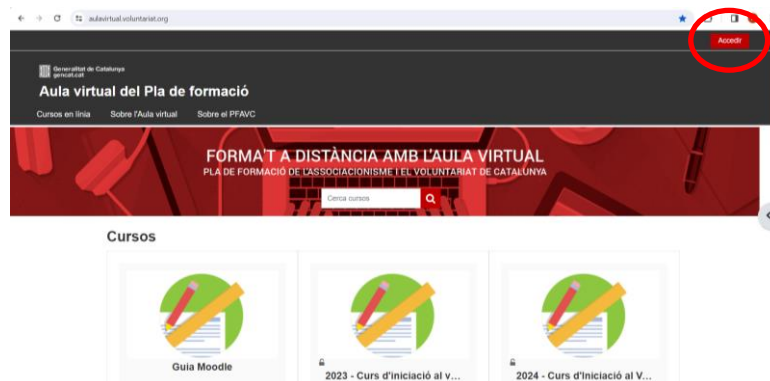 aulavirtual.voluntariat.org
Accedir
Generalitat de Catalunya
gencat.cat
Aula virtual del Pla de formació
Cursos en línia Sobre l'Aula virtual Sobre el PFAVC
FORMA'T A DISTÀNCIA AMB L'AULA VIRTUAL
PLA DE FORMACIÓ DE L'ASSOCIACIONISME I EL VOLUNTARIAT DE CATALUNYA
Cerca cursos
Cursos
Guia Moodle
2023 - Curs d'iniciació al v...
2024 - Curs d'Iniciació al V...